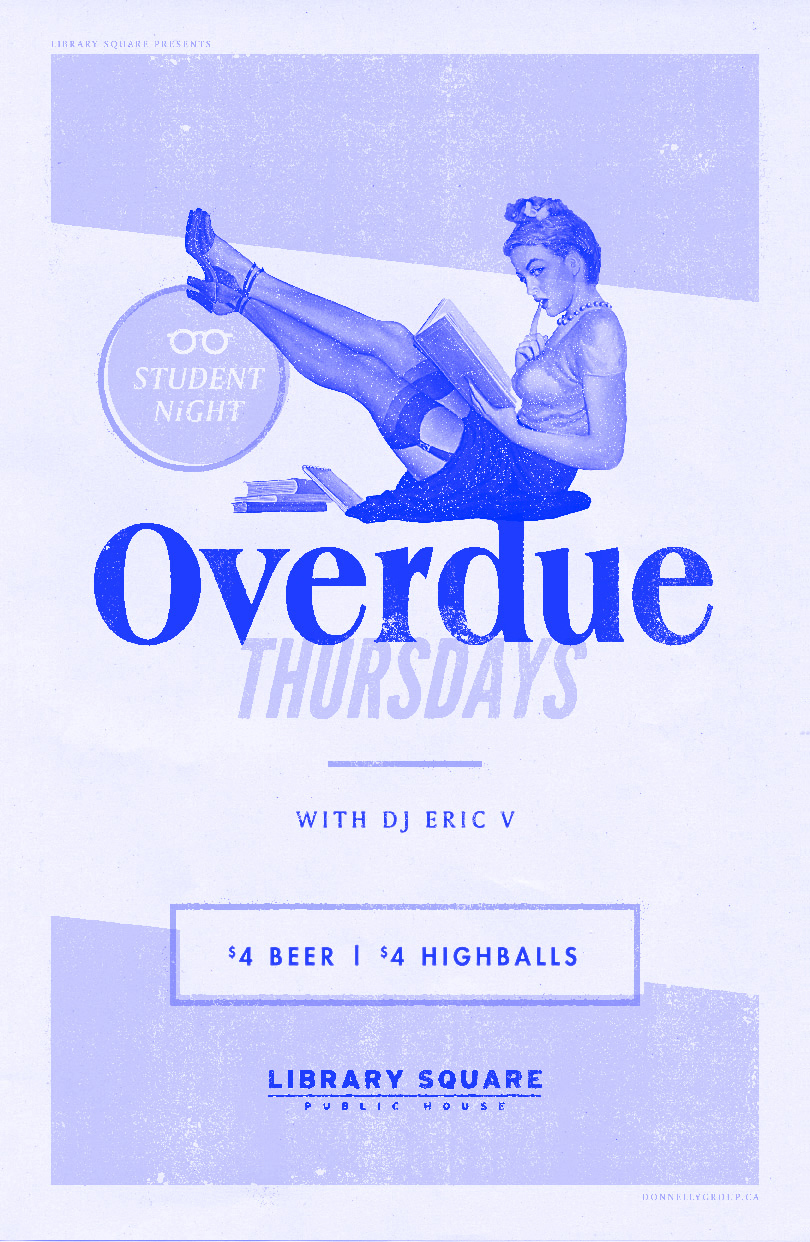 LIBRARY SQUARE PRESENTS
STUDENT
NiGHT
Overdue
THURSDAYS
WITH DJ ERIC V
$4 BEER | $4 HIGHBALLS
LIBRARY SQUARE
PUBLIC HOUSE
DONNELLYGROUP.CA